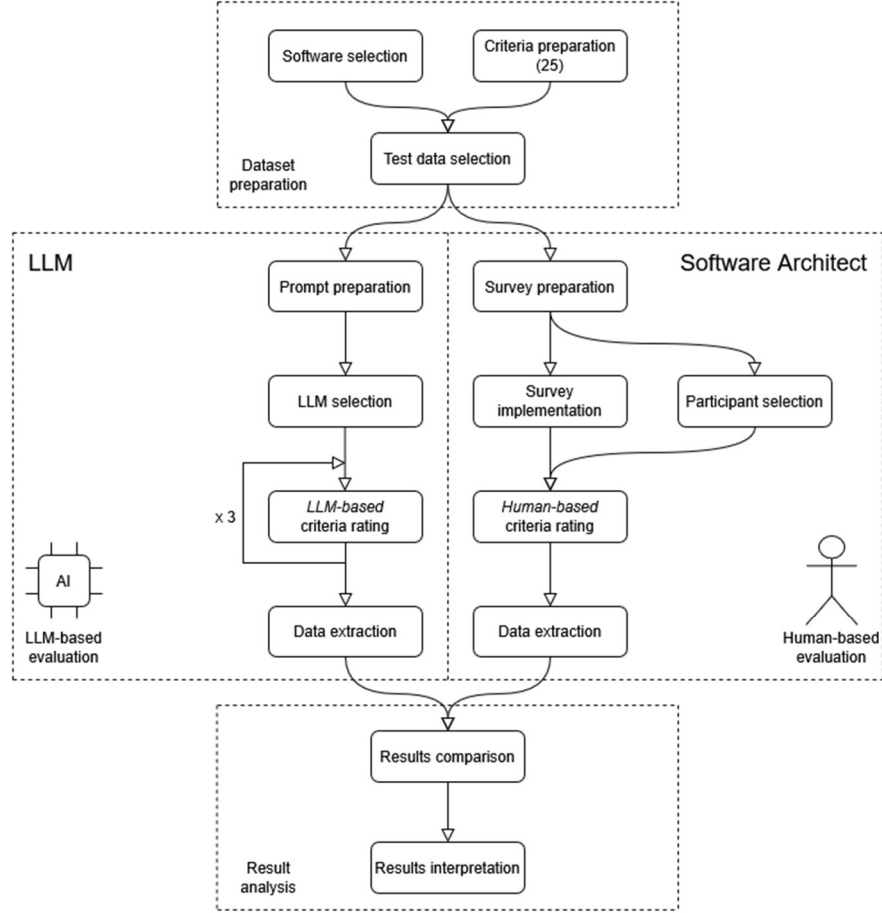 Software selection
Criteria preparation
(25)
Test data selection
Dataset
preparation
LLM
Software Architect
Prompt preparation
Survey preparation
LLM selection
Survey
implementation
Participant selection
x 3
LLM-based
criteria rating
Human-based
criteria rating
AI
LLM-based
evaluation
Data extraction
Data extraction
Human-based
evaluation
Results comparison
Results interpretation
Result
analysis